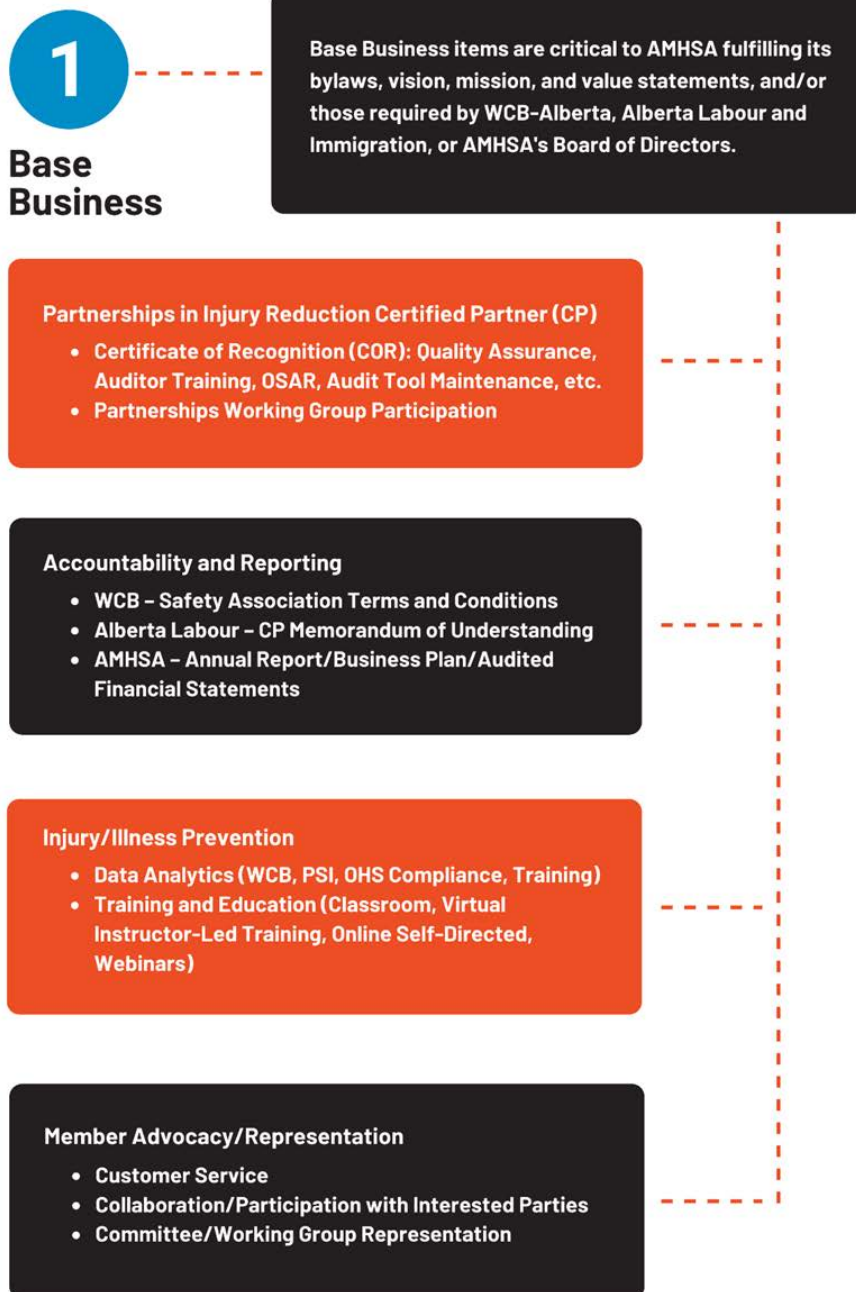 1
Base
Business
Base Business items are critical to AMHSA fulfilling its
bylaws, vision, mission, and value statements, and/or
those required by WCB-Alberta, Alberta Labour and
Immigration, or AMHSA's Board of Directors.
Partnerships in Injury Reduction Certified Partner (CP)
• Certificate of Recognition (COR): Quality Assurance,
Auditor Training, OSAR, Audit Tool Maintenance, etc.
• Partnerships Working Group Participation
Accountability and Reporting
• WCB – Safety Association Terms and Conditions
• Alberta Labour – CP Memorandum of Understanding
• AMHSA – Annual Report/Business Plan/Audited
Financial Statements
Injury/Illness Prevention
• Data Analytics (WCB, PSI, OHS Compliance, Training)
• Training and Education (Classroom, Virtual
Instructor-Led Training, Online Self-Directed,
Webinars)
Member Advocacy/Representation
• Customer Service
• Collaboration/Participation with Interested Parties
• Committee/Working Group Representation